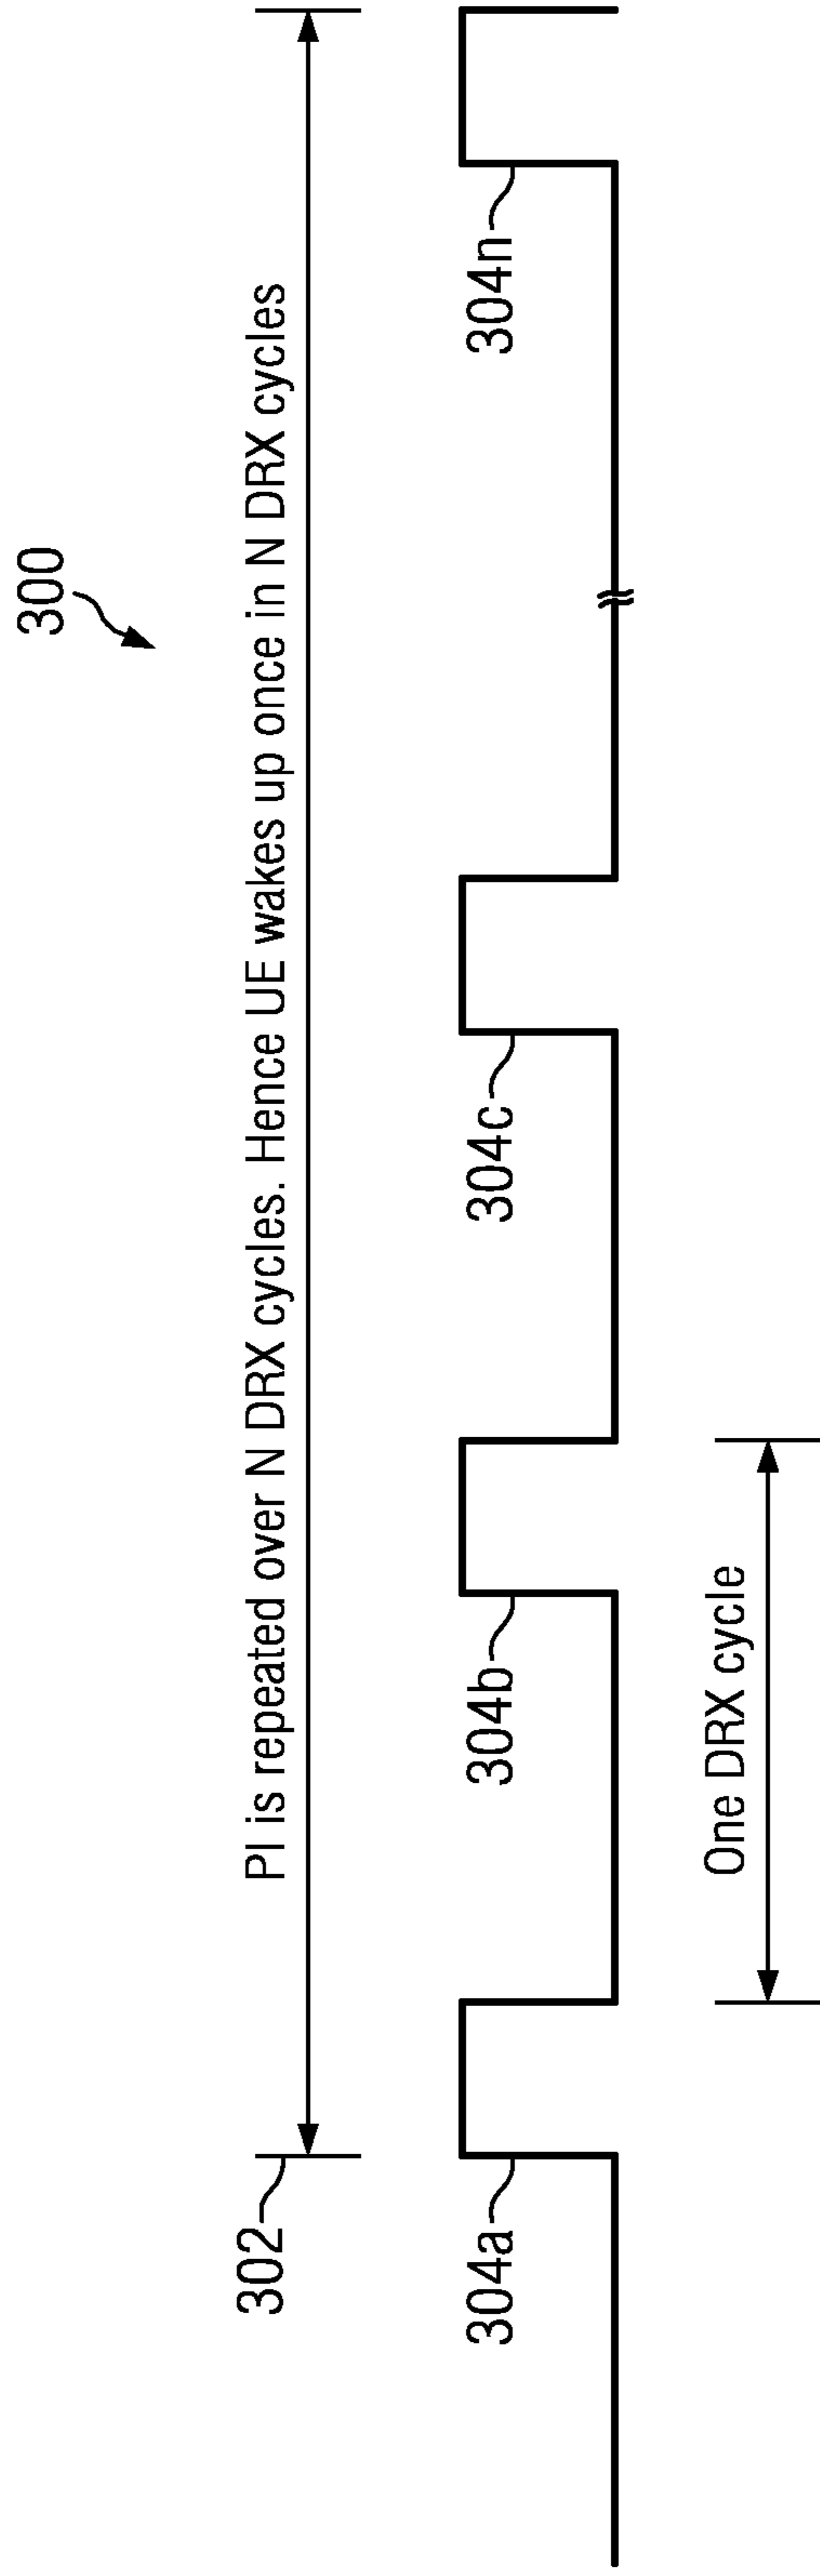 300
302
PI is repeated over N DRX cycles. Hence UE wakes up once in N DRX cycles
304a
304b
304c
304n
One DRX cycle